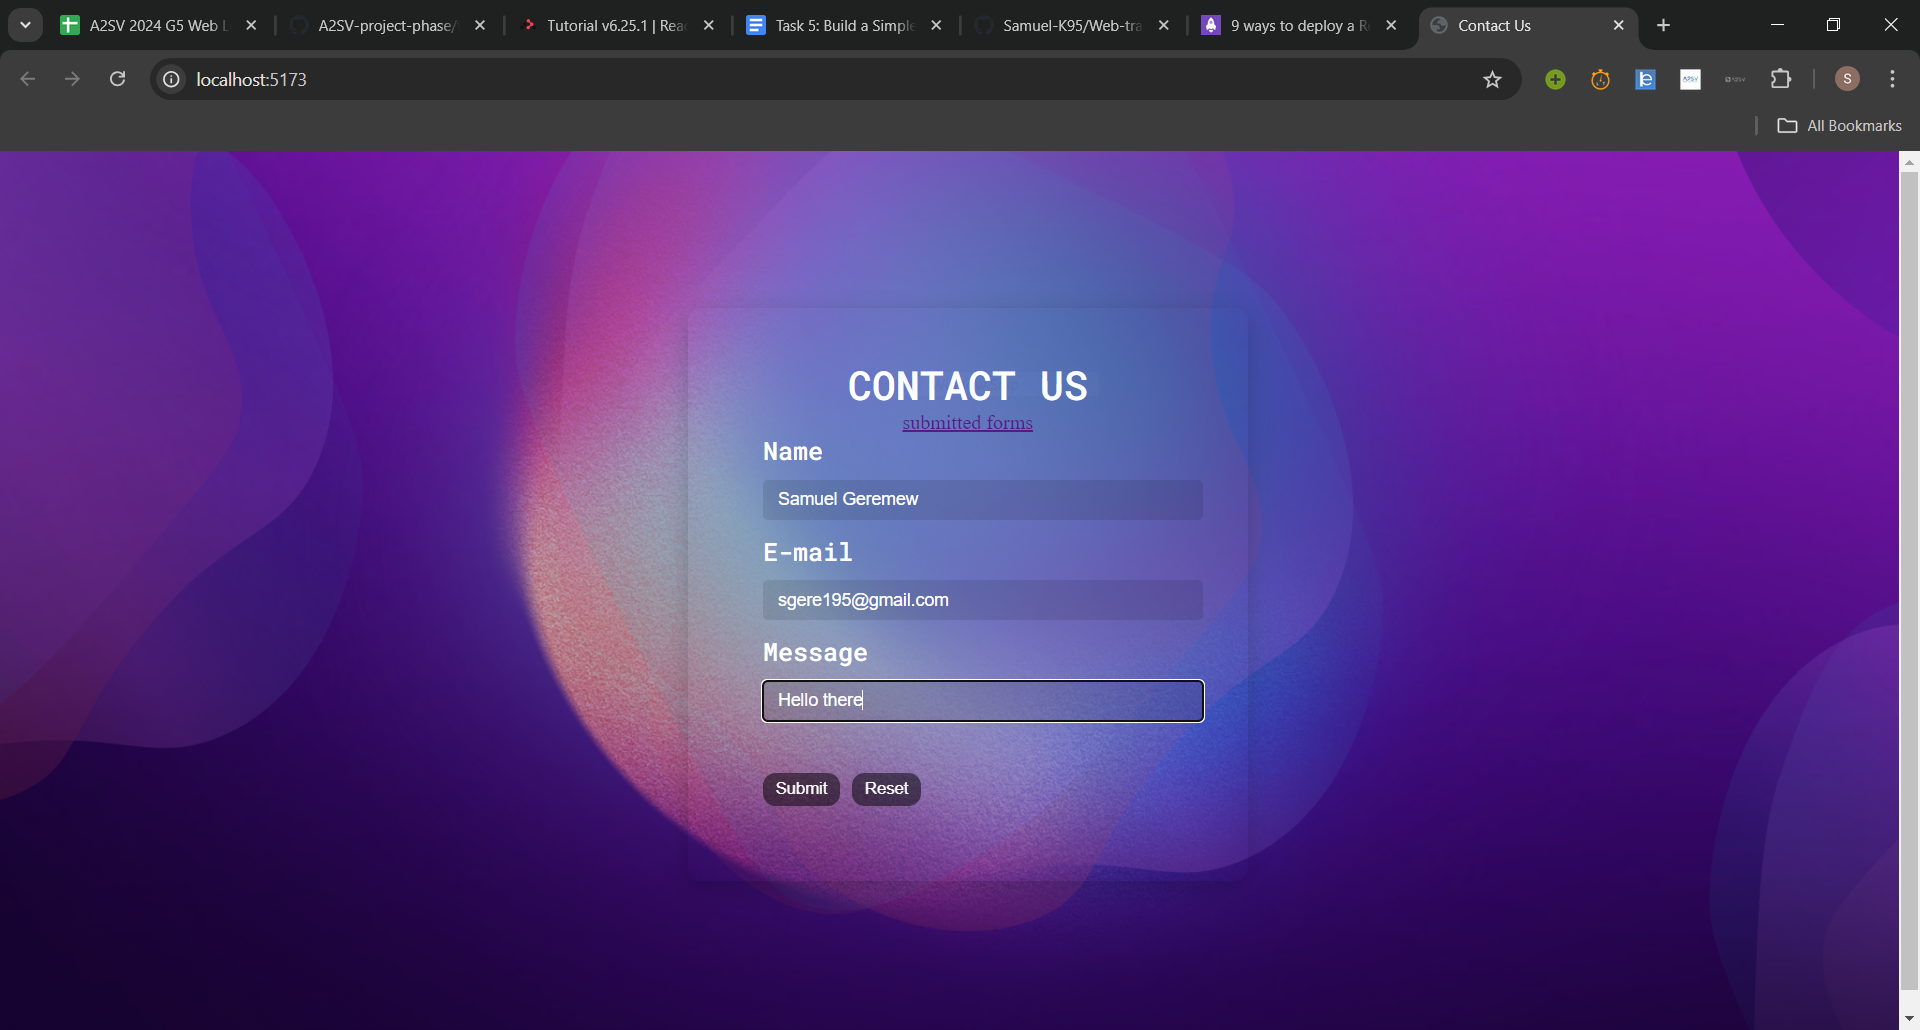 A2SV 2024 G5 Web L
A2SV-project-phase/
Tutorial v6.25.1 | Rea
Task 5: Build a Simple
Samuel-K95/Web-tra
9 ways to deploy a R
Contact Us
localhost:5173
S
All Bookmarks
CONTACT US
submitted forms
Name
Samuel Geremew
E-mail
sgere195@gmail.com
Message
Hello there
Submit
Reset